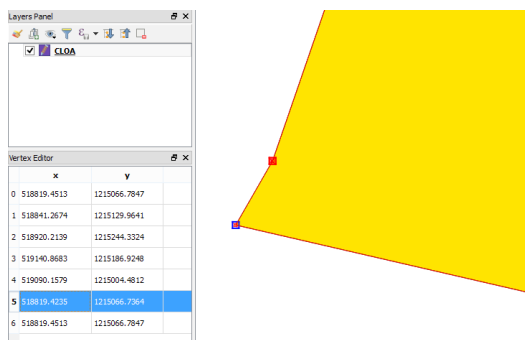 Layers Panel
CLOA
Vertex Editor
x y
0 518819.4513 1215066.7847
1 518841.2674 1215129.9641
2 518920.2139 1215244.3324
3 519140.8683 1215186.9248
4 519090.1579 1215004.4812
5 518819.4235 1215066.7364
6 518819.4513 1215066.7847